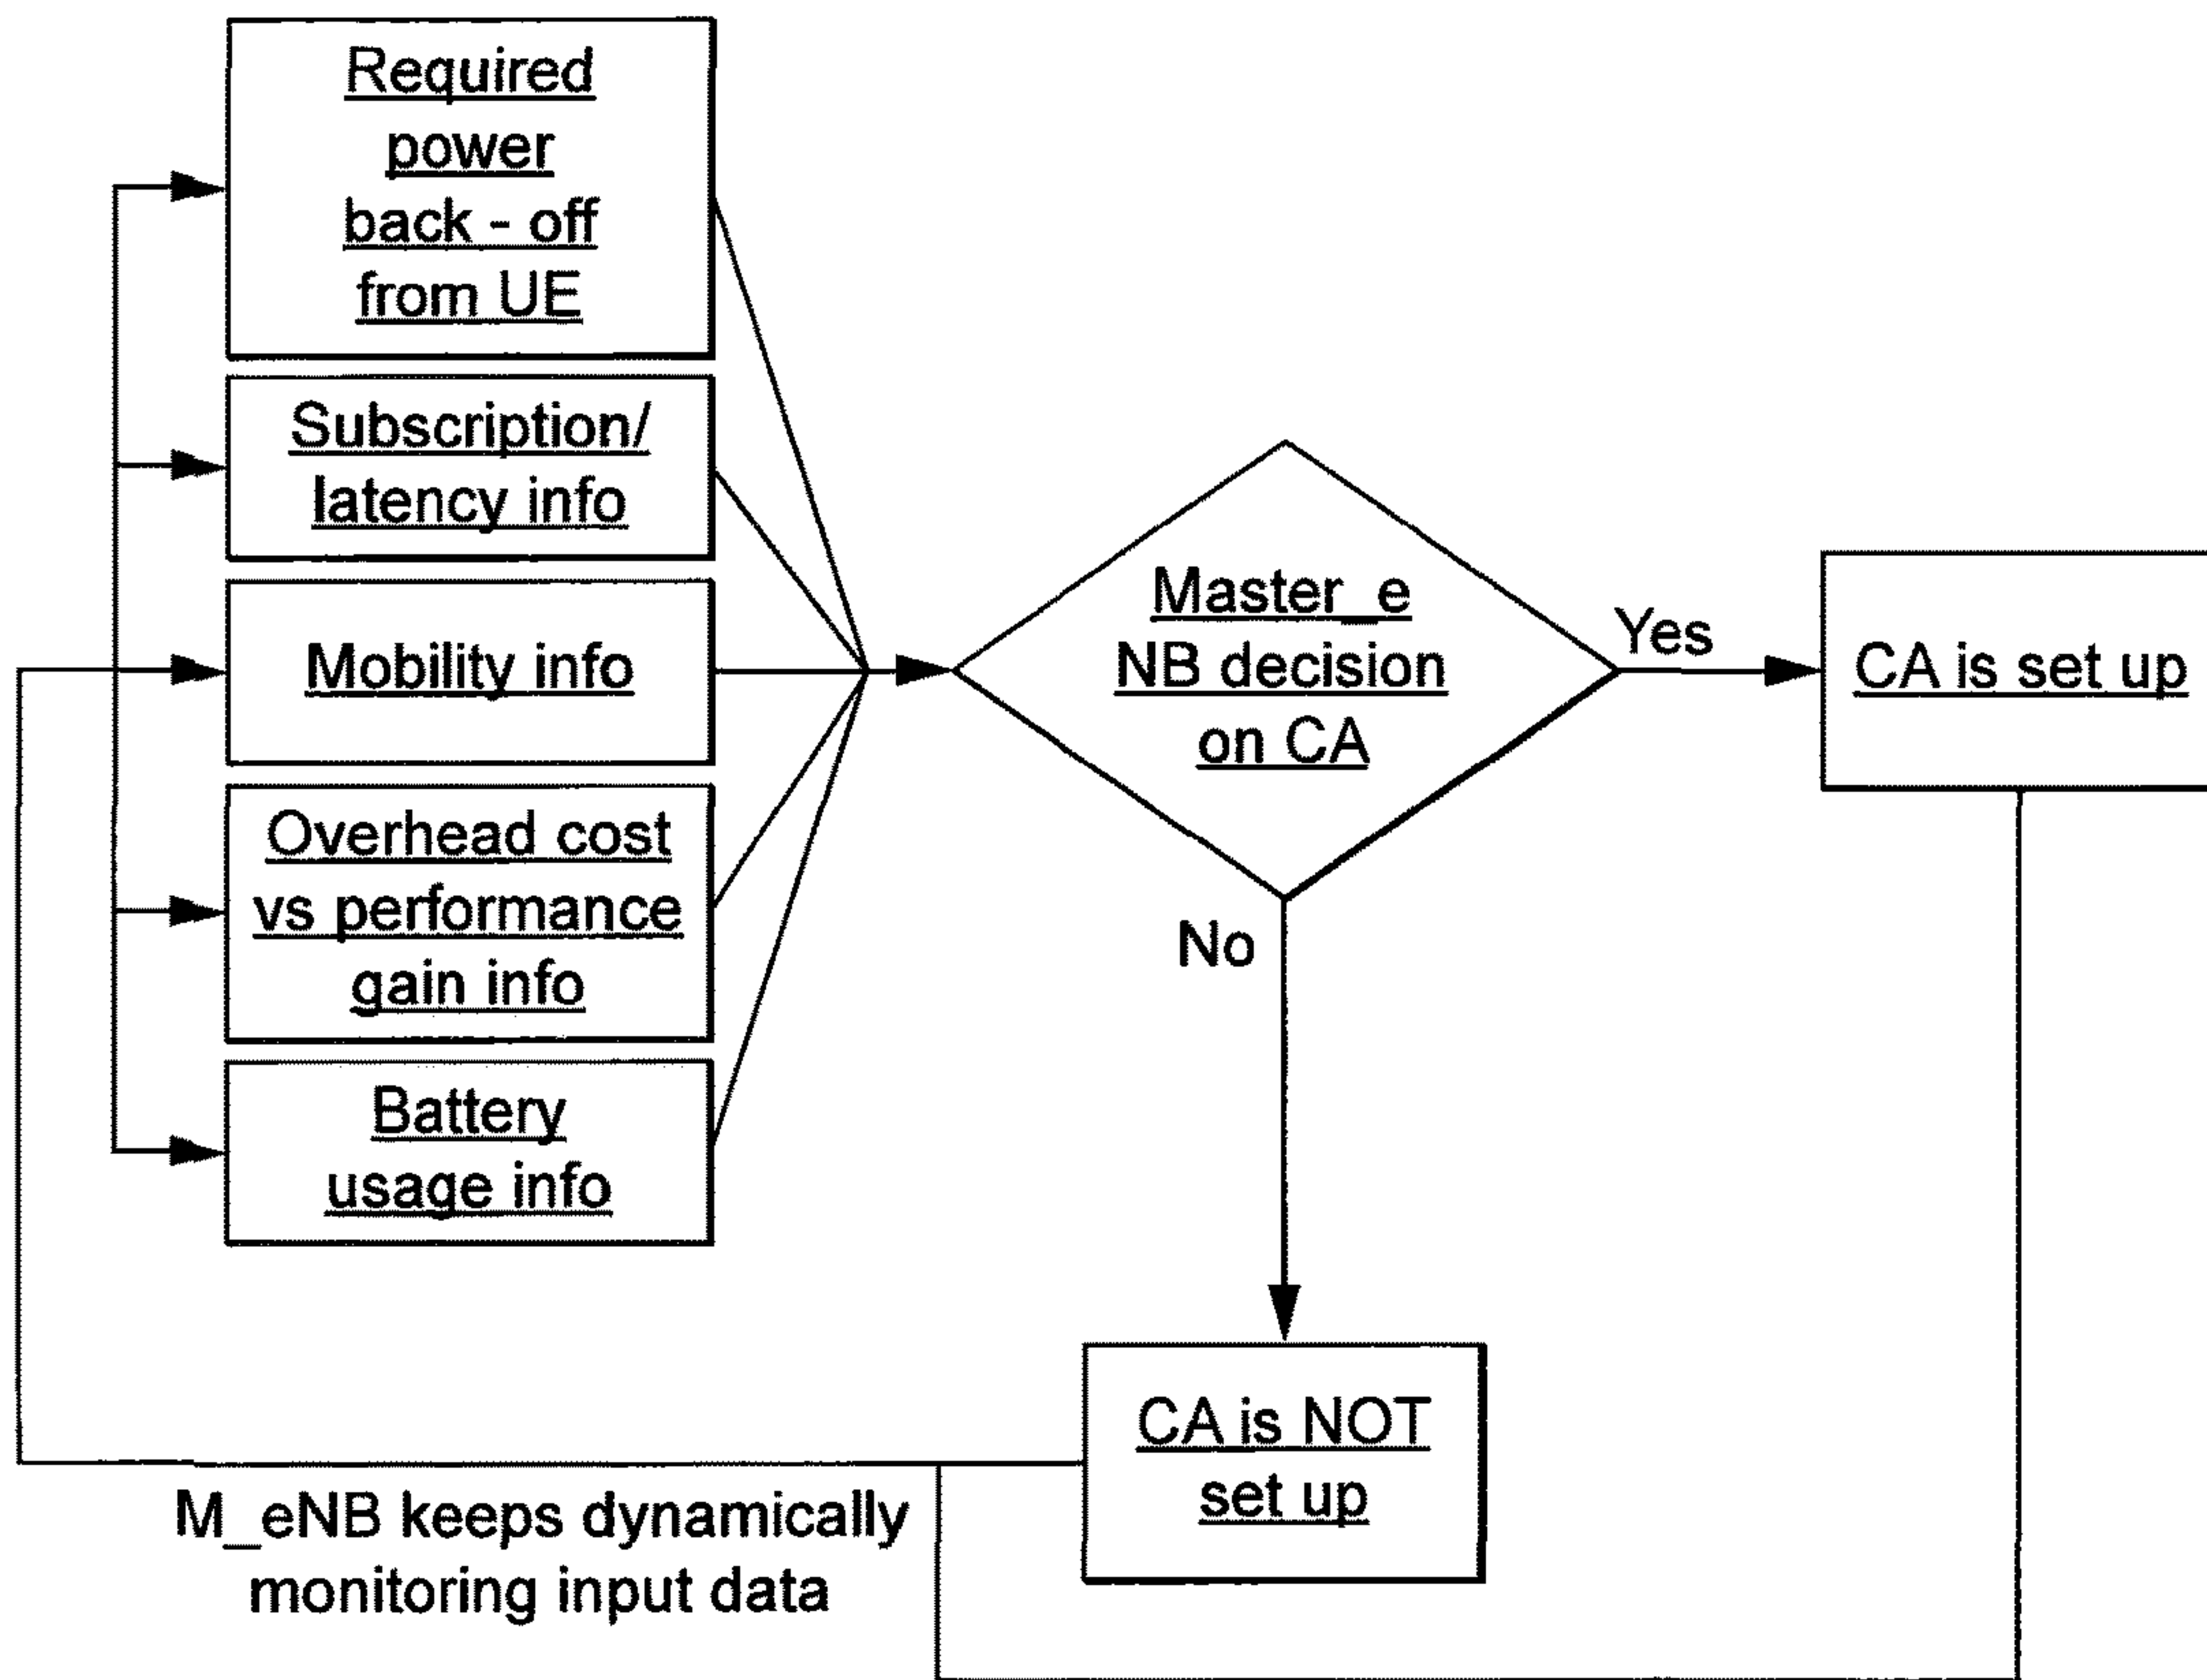 Required
power
back - off
from UE
Subscription/
latency info
Mobility info
Overhead cost
vs performance
gain info
Battery
usage info
Master_e
NB decision
on CA
Yes
CA is set up
No
CA is NOT
set up
M_eNB keeps dynamically
monitoring input data